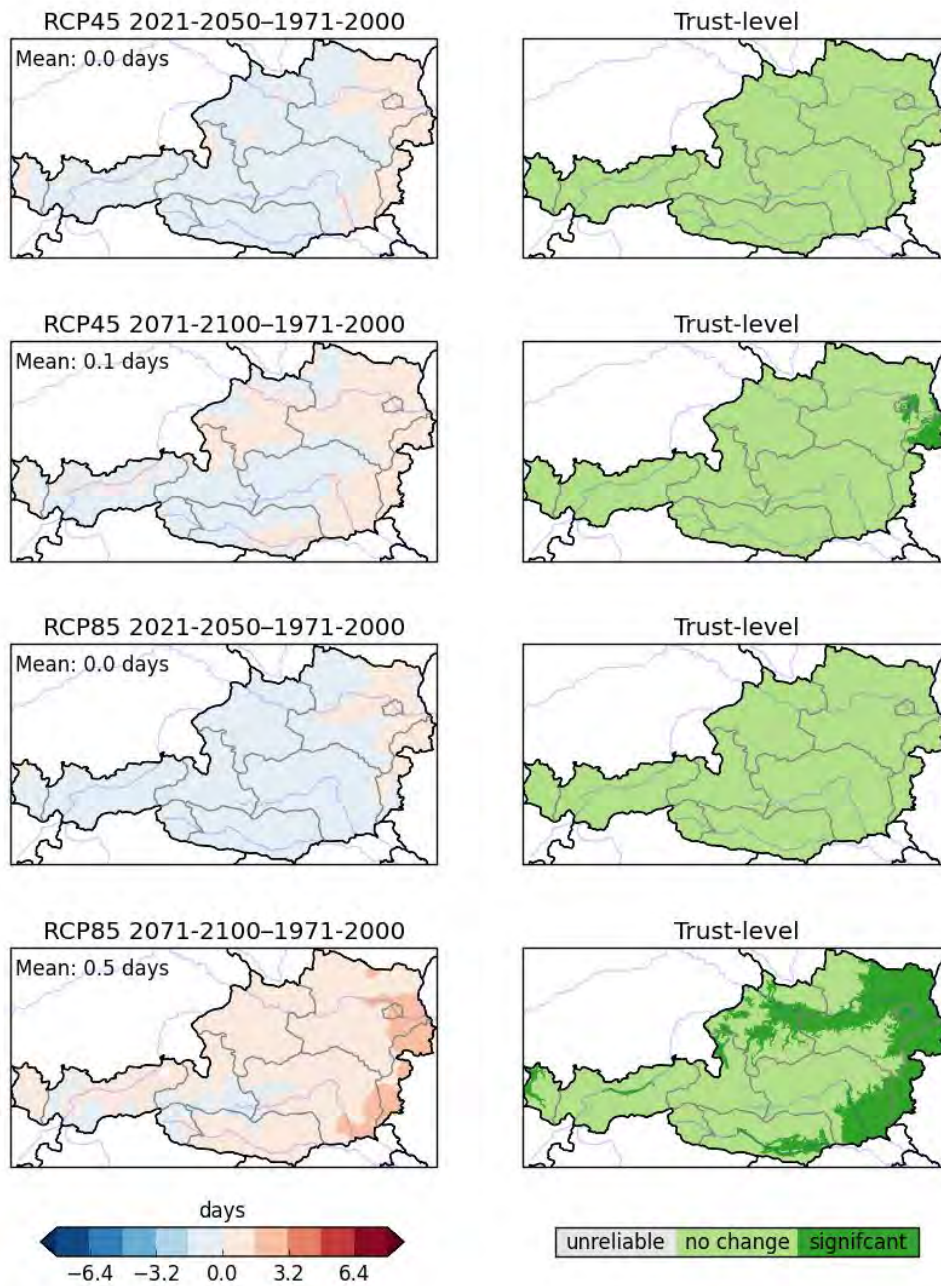 RCP45 2021-2050–1971-2000
Trust-level
Mean: 0.0 days
RCP45 2071-2100–1971-2000
Trust-level
Mean: 0.1 days
RCP85 2021-2050–1971-2000
Trust-level
Mean: 0.0 days
RCP85 2071-2100–1971-2000
Trust-level
Mean: 0.5 days
days
−6.4 −3.2 0.0 3.2 6.4
unreliable no change signifcant